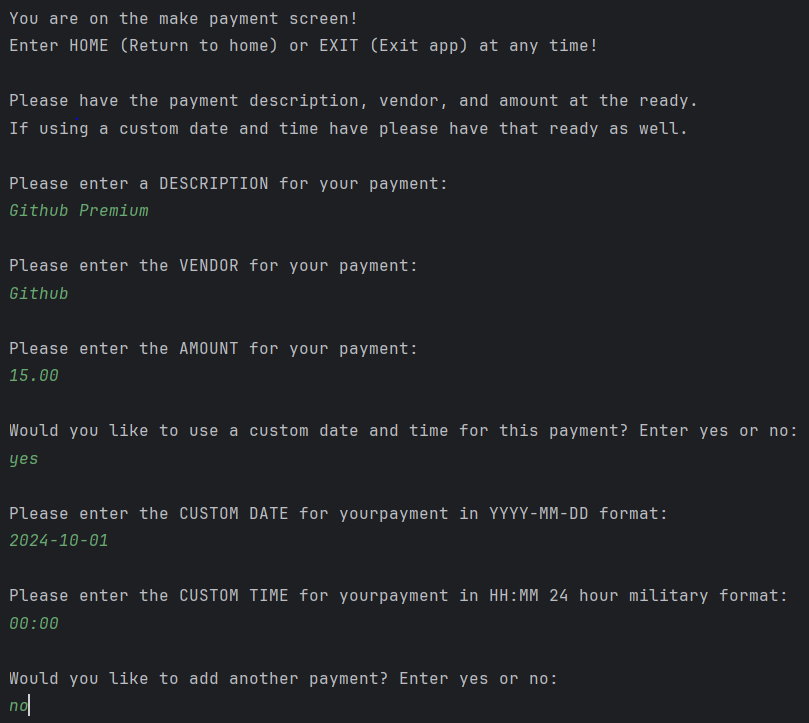 You are on the make payment screen!
Enter HOME (Return to home) or EXIT (Exit app) at any time!
Please have the payment description, vendor, and amount at the ready.
If using a custom date and time have please have that ready as well.
Please enter a DESCRIPTION for your payment:
Github Premium
Please enter the VENDOR for your payment:
Github
Please enter the AMOUNT for your payment:
15.00
Would you like to use a custom date and time for this payment? Enter yes or no:
yes
Please enter the CUSTOM DATE for yourpayment in YYYY-MM-DD format:
2024-10-01
Please enter the CUSTOM TIME for yourpayment in HH:MM 24 hour military format:
00:00
Would you like to add another payment? Enter yes or no:
no